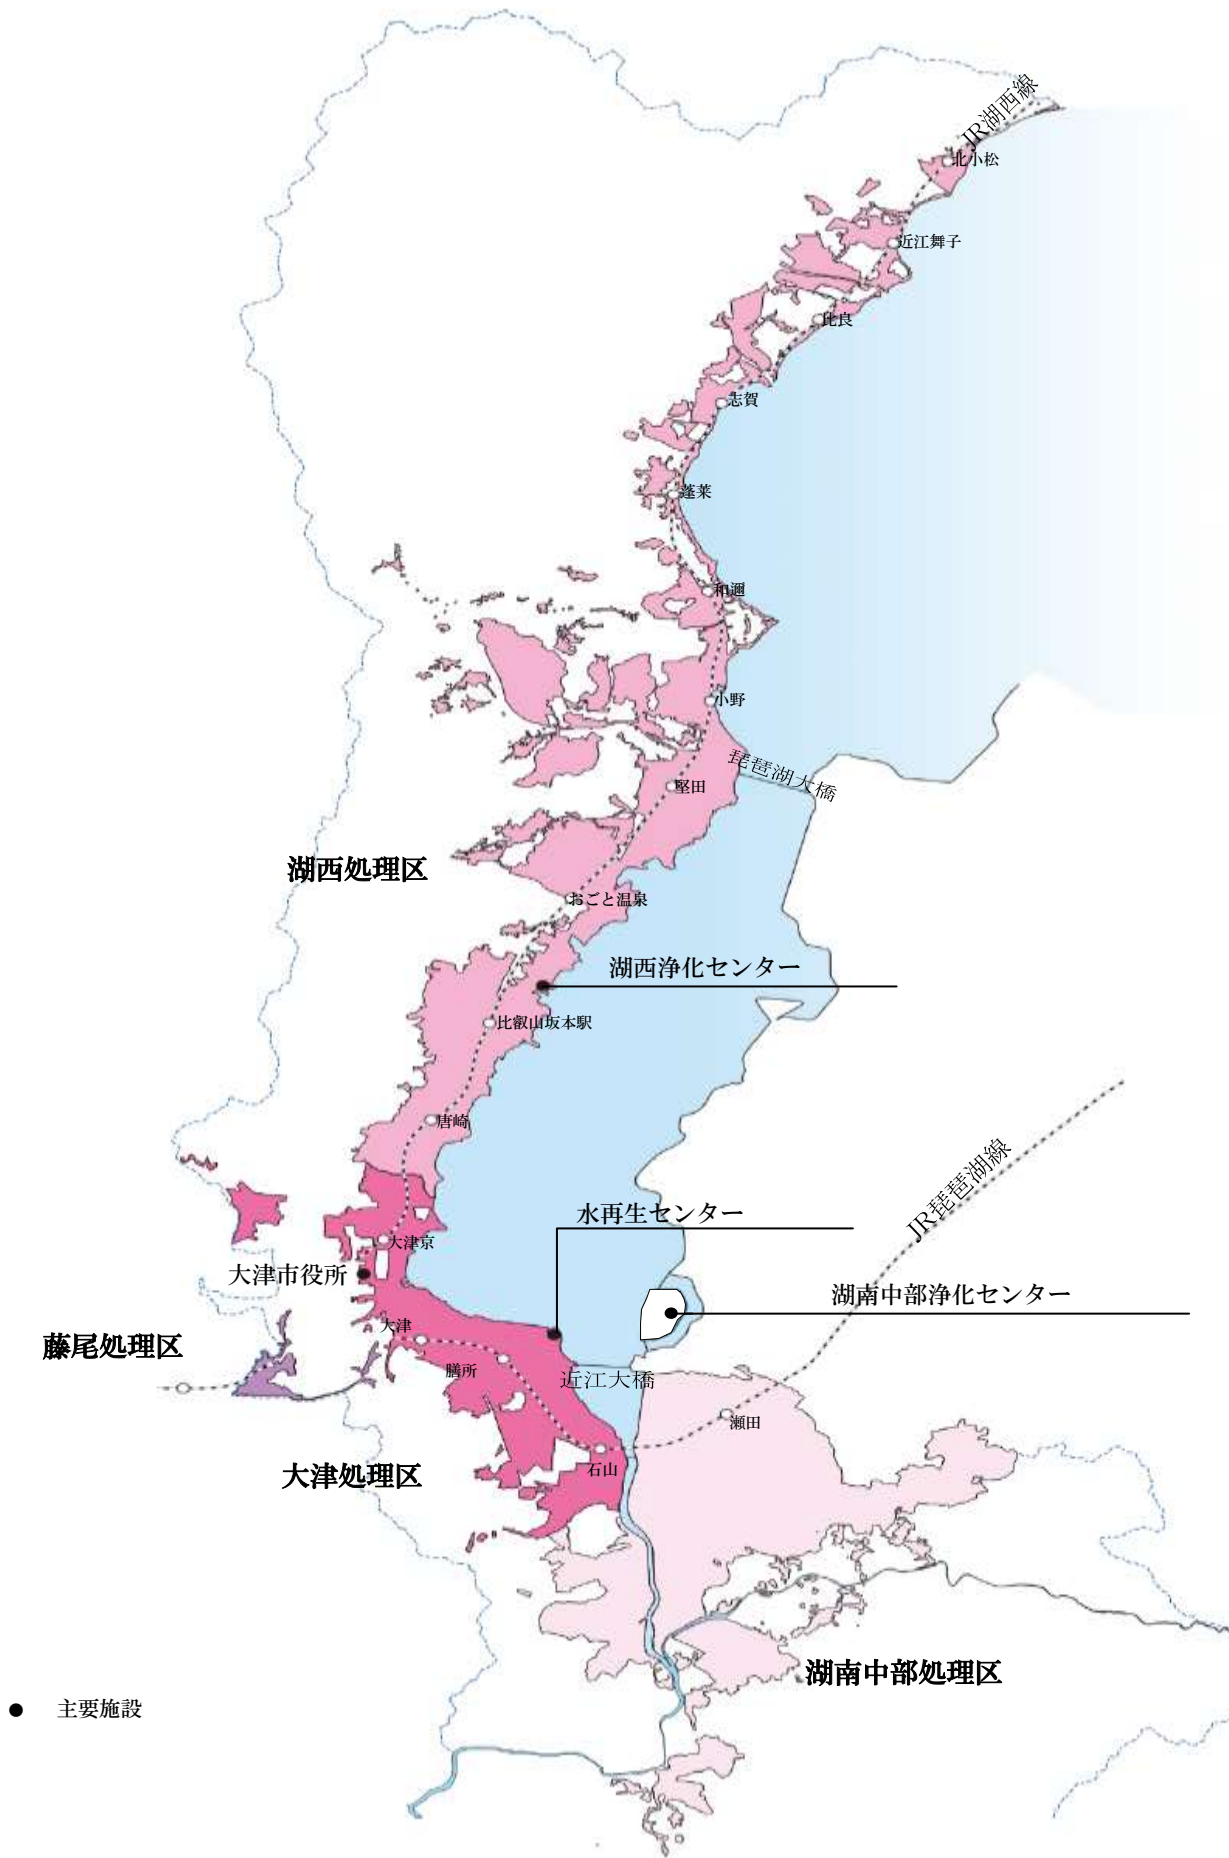 JR湖西線
北小松
近江舞子
比良
志賀
蓬莱
和邇
小野
琵琶湖大橋
堅田
湖西処理区
おごと温泉
湖西浄化センター
比叡山坂本駅
唐崎
JR琵琶湖線
水再生センター
大津京
大津市役所
湖南中部浄化センター
大津
藤尾処理区
膳所
近江大橋
瀬田
石山
大津処理区
湖南中部処理区
● 主要施設